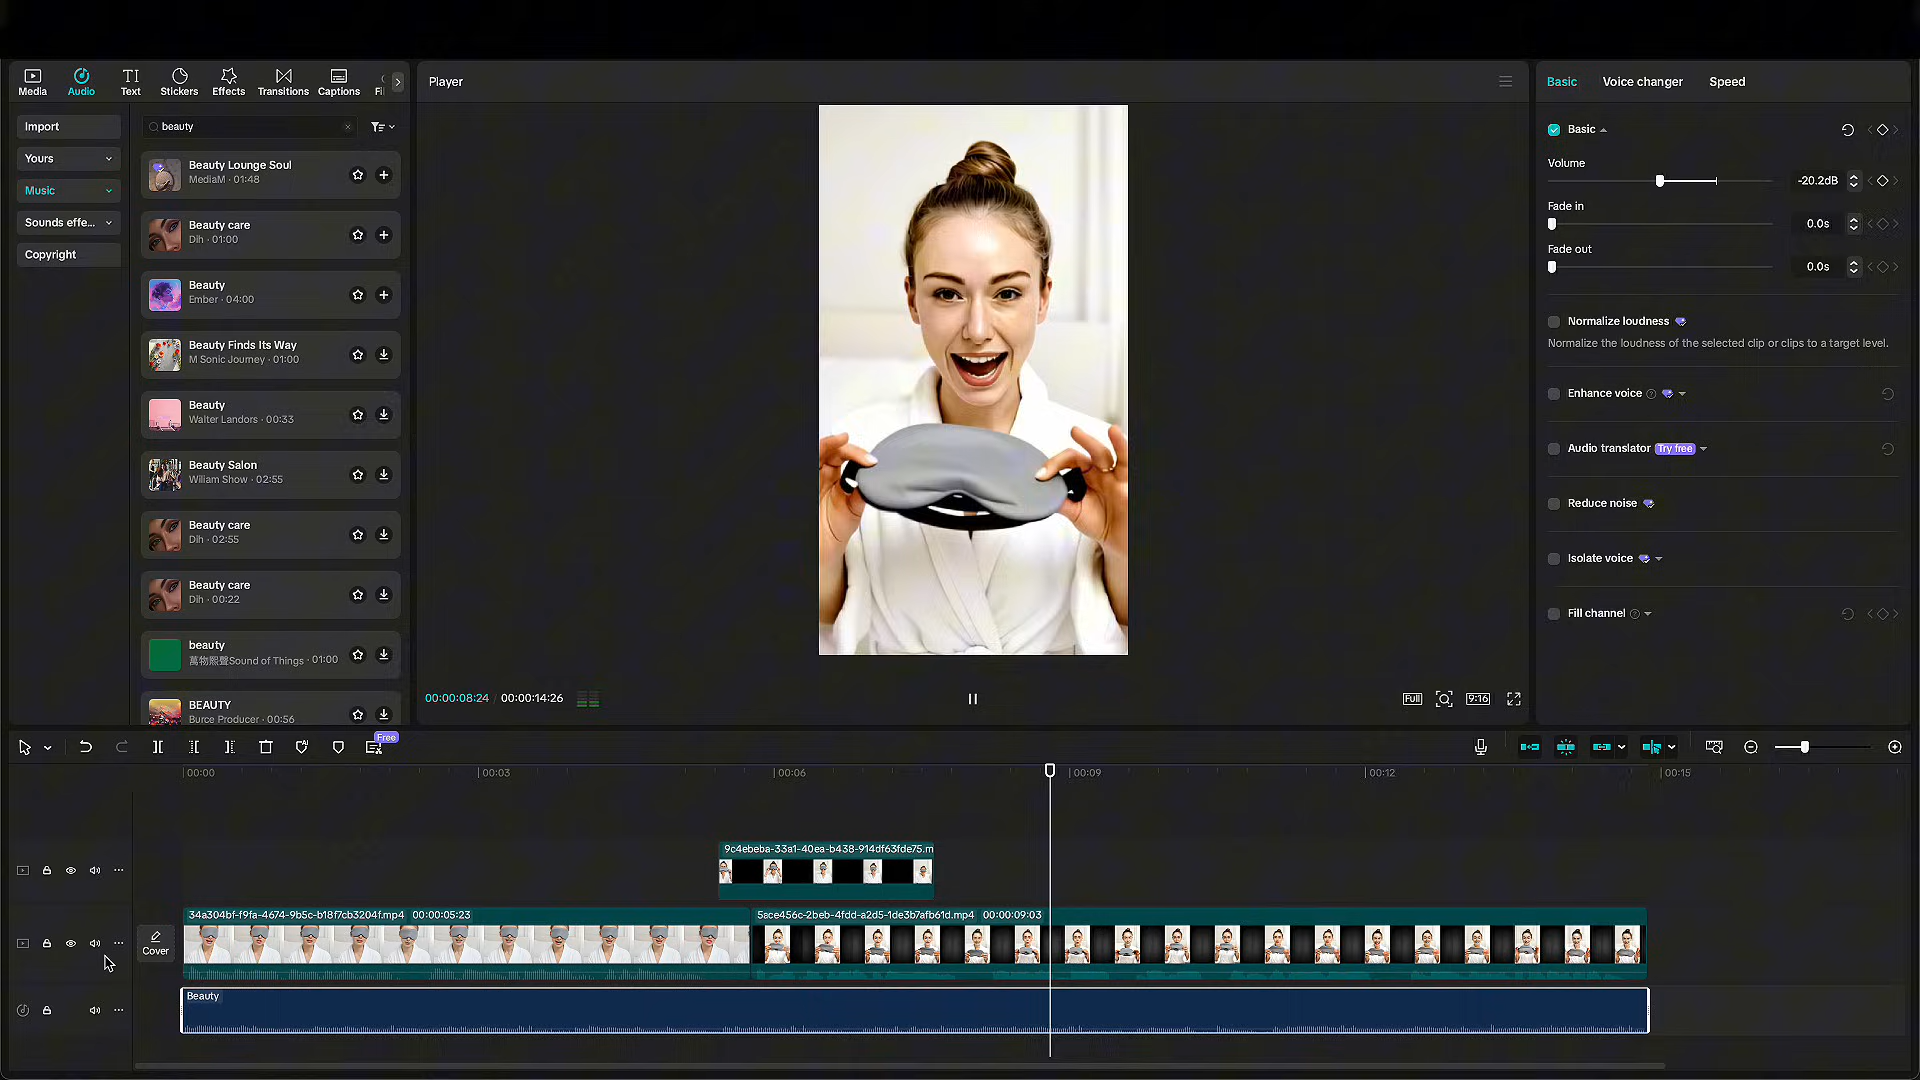 Player
Basic Voice changer Speed
Media Audio Text Stickers Effects Transitions Captions Fi
Import
beauty
Yours
Music
Sounds effe...
Copyright
Beauty Lounge Soul
MediaM · 01:48
Beauty care
Dih · 01:00
Beauty
Ember · 04:00
Beauty Finds Its Way
M Sonic Journey · 01:00
Beauty
Walter Landors · 00:33
Beauty Salon
Wiliam Show · 02:55
Beauty care
Dih · 02:55
Beauty care
Dih · 00:22
beauty
萬物熙聲Sound of Things · 01:00
BEAUTY
Burce Producer · 00:56
Basic
Volume
-20.2dB
Fade in
0.0s
Fade out
0.0s
Normalize loudness
Normalize the loudness of the selected clip or clips to a target level.
Enhance voice
Audio translator Try free
Reduce noise
Isolate voice
Fill channel
00:00:08:24 / 00:00:14:26
Full 9:16
Free
00:00 00:03 00:06 00:09 00:12 00:15
9c4ebeba-33a1-40ea-b438-914df63fde75.m
34a304bf-f9fa-4674-9b5c-b18f7cb3204f.mp4 00:00:05:23
5ace456c-2beb-4fdd-a2d5-1de3b7afb61d.mp4 00:00:09:03
Cover
Beauty